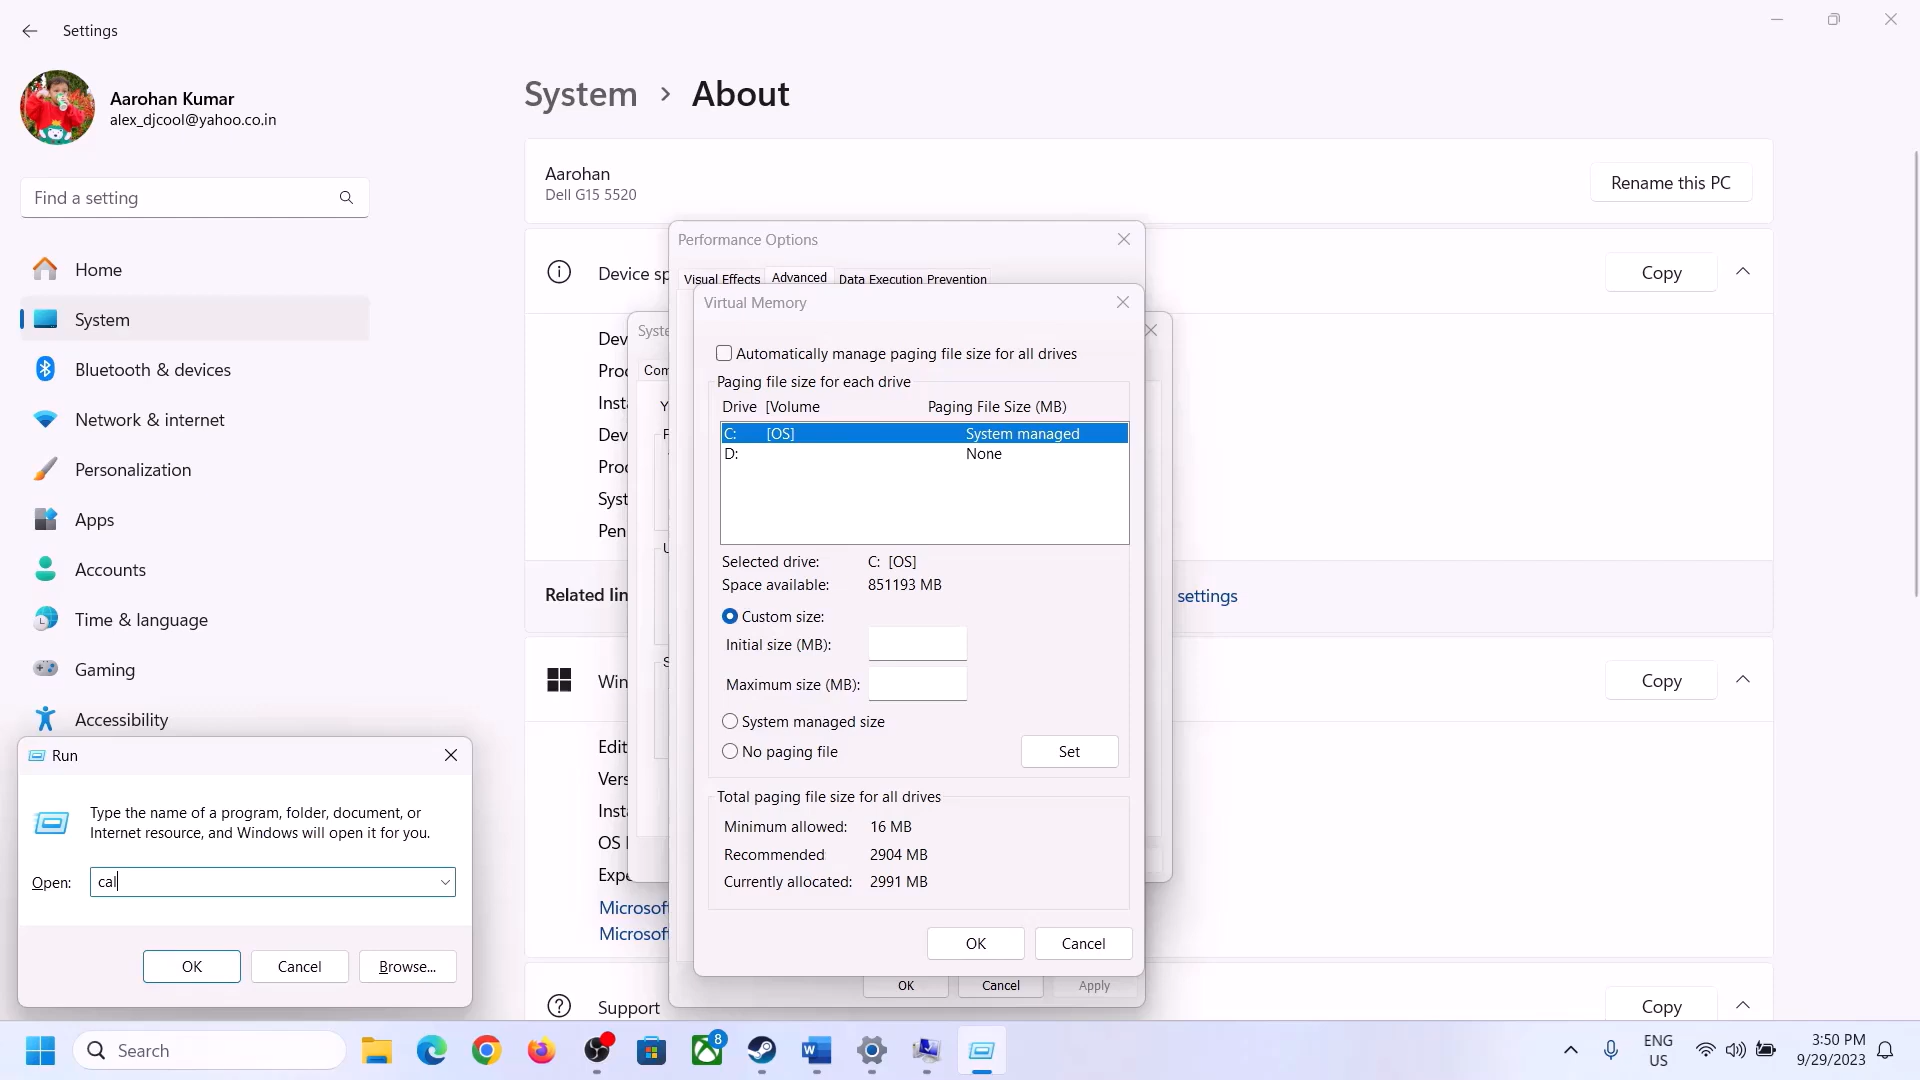 Settings
Aarohan Kumar
alex_djcool@yahoo.co.in
Find a setting
Home
System
Bluetooth & devices
Network & internet
Personalization
Apps
Accounts
Time & language
Gaming
Accessibility
System > About
Aarohan
Dell G15 5520
Rename this PC
Device sp
Copy
Dev
Proc
Inst
Dev
Proc
Syst
Pen
Related lin
settings
Win
Copy
Edit
Vers
Inst
OS
Expe
Microsoft
Microsoft
Support
Copy
Syste
Com
Performance Options
Visual Effects
Advanced
Data Execution Prevention
OK
Cancel
Apply
Virtual Memory
Automatically manage paging file size for all drives
Paging file size for each drive
Drive [Volume Paging File Size (MB)
C: [OS] System managed
D: None
Selected drive: C: [OS]
Space available: 851193 MB
Custom size:
Initial size (MB):
Maximum size (MB):
System managed size
No paging file
Set
Total paging file size for all drives
Minimum allowed: 16 MB
Recommended 2904 MB
Currently allocated: 2991 MB
OK
Cancel
Run
Type the name of a program, folder, document, or
Internet resource, and Windows will open it for you.
Open: cal
OK
Cancel
Browse...
Search
8
ENG
US
3:50 PM
9/29/2023